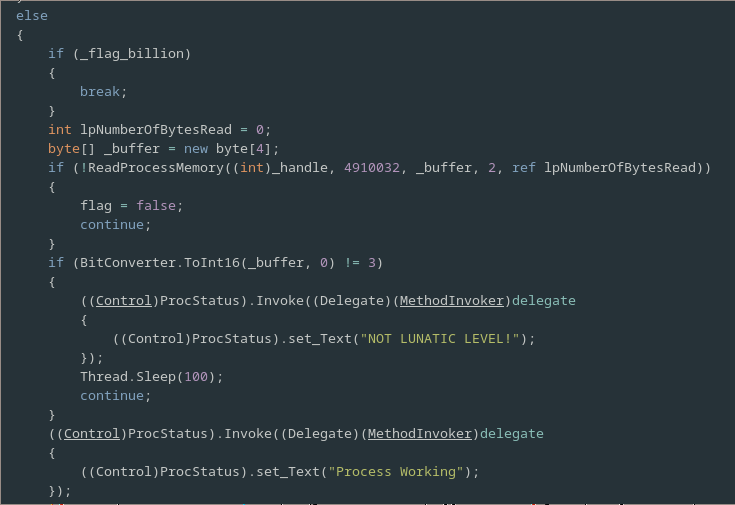 else
{
    if (_flag_billion)
    {
        break;
    }
    int lpNumberOfBytesRead = 0;
    byte[] _buffer = new byte[4];
    if (!ReadProcessMemory((int)_handle, 4910032, _buffer, 2, ref lpNumberOfBytesRead))
    {
        flag = false;
        continue;
    }
    if (BitConverter.ToInt16(_buffer, 0) != 3)
    {
        ((Control)ProcStatus).Invoke((Delegate)(MethodInvoker)delegate
        {
            ((Control)ProcStatus).set_Text("NOT LUNATIC LEVEL!");
        });
        Thread.Sleep(100);
        continue;
    }
    ((Control)ProcStatus).Invoke((Delegate)(MethodInvoker)delegate
    {
        ((Control)ProcStatus).set_Text("Process Working");
    });